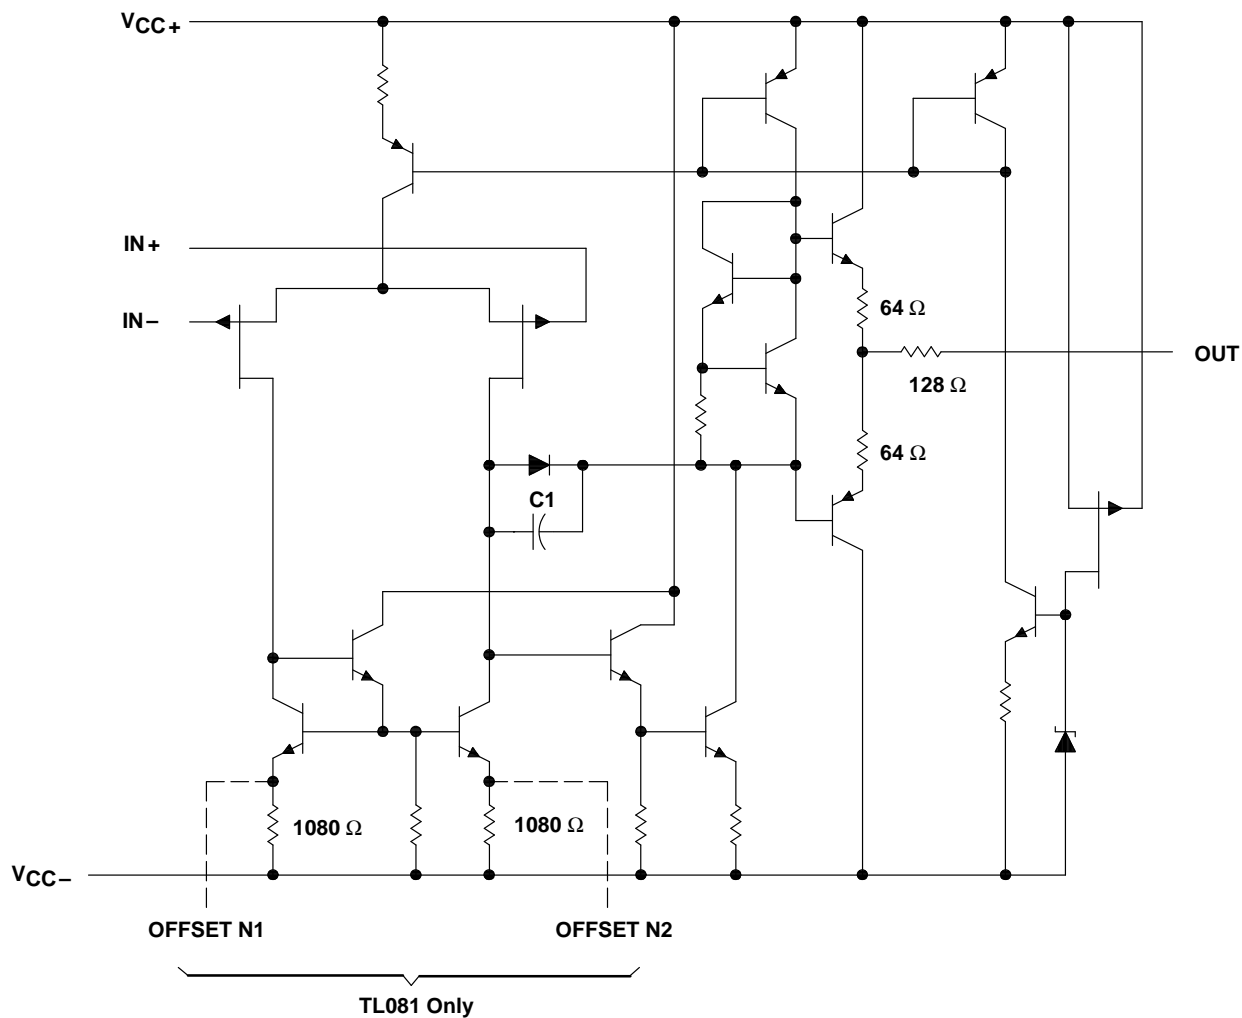 VCC+
IN+
IN−
64 Ω
OUT
128 Ω
64 Ω
C1
1080 Ω
1080 Ω
VCC−
OFFSET N1
OFFSET N2
TL081 Only